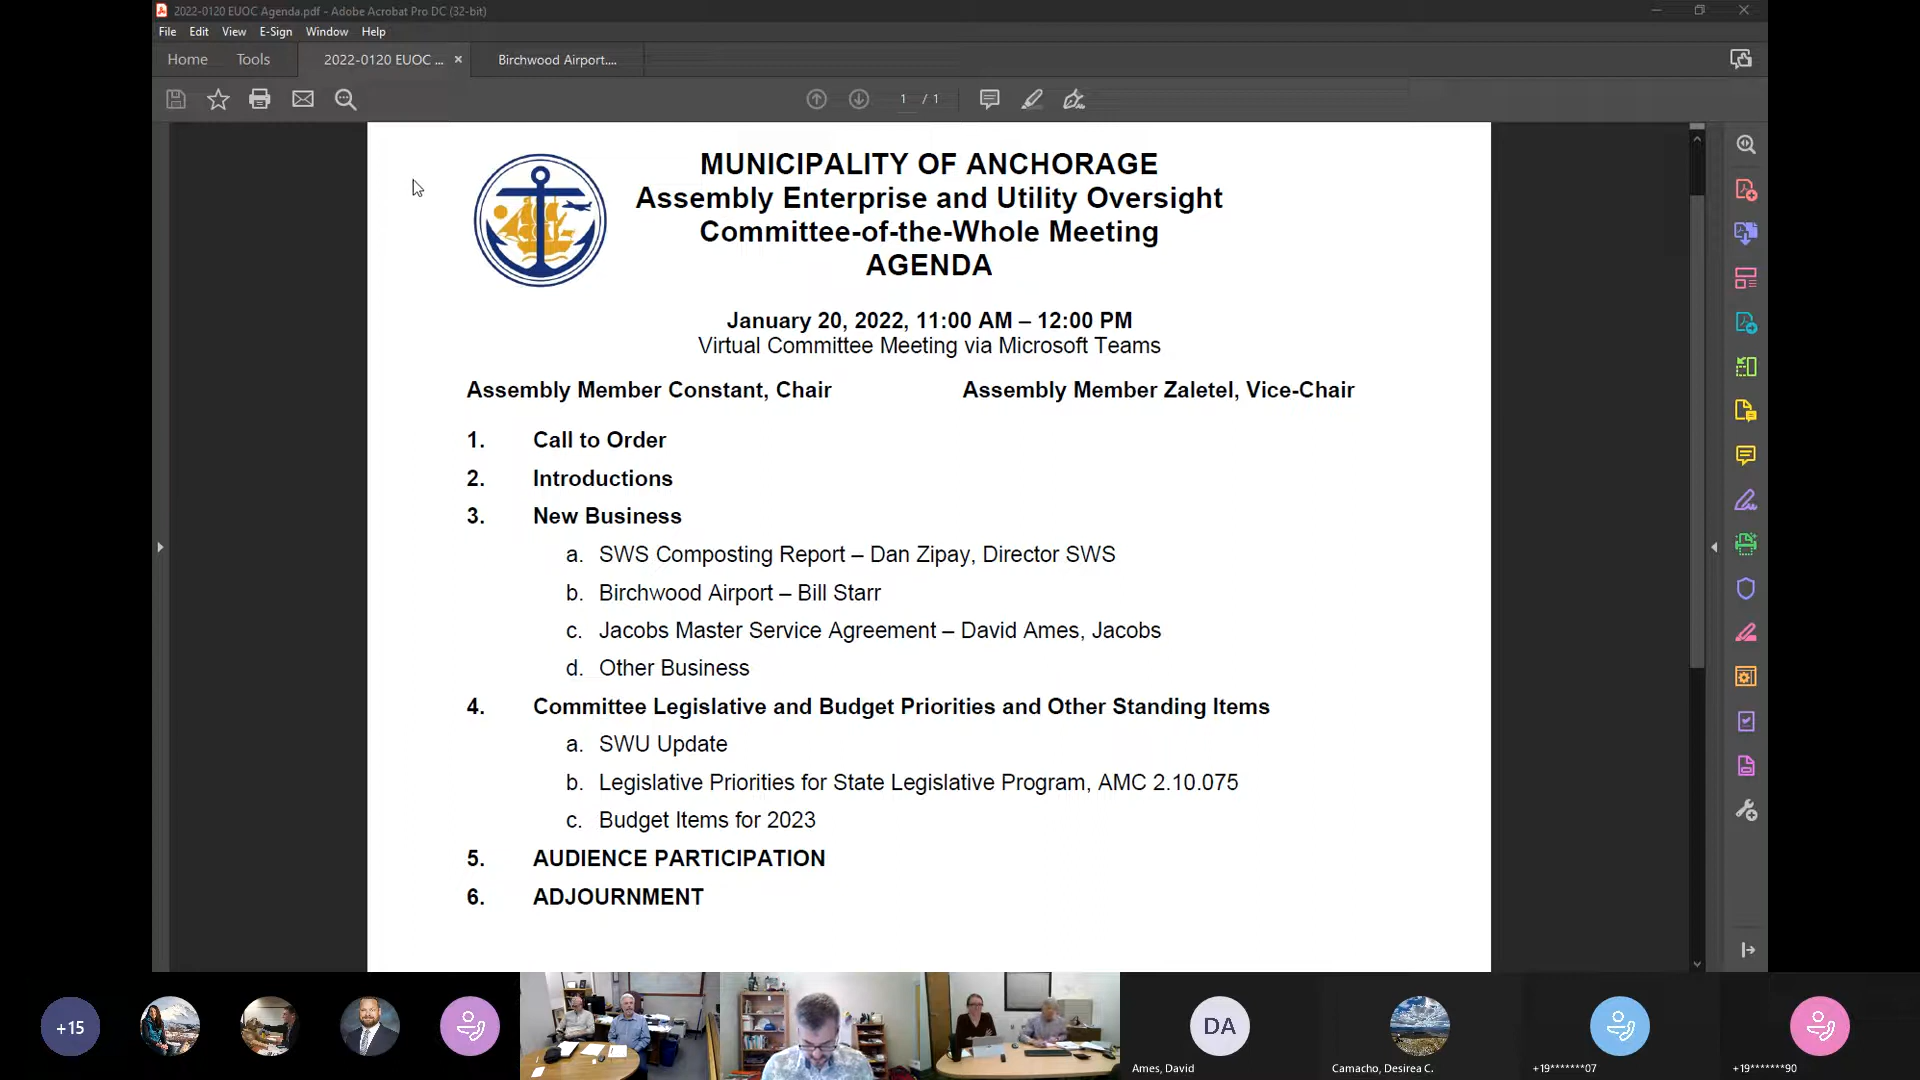 2022-0120 EUOC Agenda.pdf - Adobe Acrobat Pro DC (32-bit)
File Edit View E-Sign Window Help
Home Tools 2022-0120 EUOC ... × Birchwood Airport....
1 / 1
MUNICIPALITY OF ANCHORAGE
Assembly Enterprise and Utility Oversight
Committee-of-the-Whole Meeting
AGENDA
January 20, 2022, 11:00 AM – 12:00 PM
Virtual Committee Meeting via Microsoft Teams
Assembly Member Constant, Chair Assembly Member Zaletel, Vice-Chair
1. Call to Order
2. Introductions
3. New Business
a. SWS Composting Report – Dan Zipay, Director SWS
b. Birchwood Airport – Bill Starr
c. Jacobs Master Service Agreement – David Ames, Jacobs
d. Other Business
4. Committee Legislative and Budget Priorities and Other Standing Items
a. SWU Update
b. Legislative Priorities for State Legislative Program, AMC 2.10.075
c. Budget Items for 2023
5. AUDIENCE PARTICIPATION
6. ADJOURNMENT
+15
DA
Ames, David
Camacho, Desirea C.
+19*******07
+19*******90